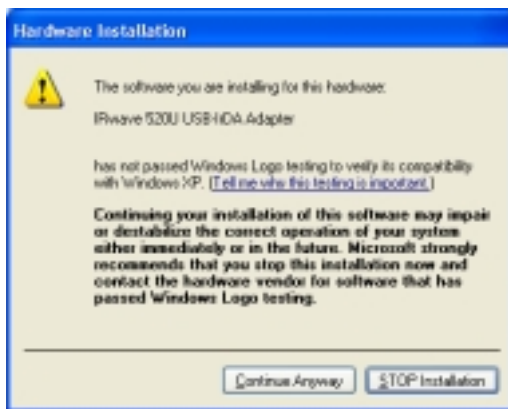 Hardware Installation
The software you are installing for this hardware:
IRwave 520U USB-IrDA Adapter
has not passed Windows Logo testing to verify its compatibility
with Windows XP. (Tell me why this testing is important.)
Continuing your installation of this software may impair
or destabilize the correct operation of your system
either immediately or in the future. Microsoft strongly
recommends that you stop this installation now and
contact the hardware vendor for software that has
passed Windows Logo testing.
Continue Anyway
STOP Installation